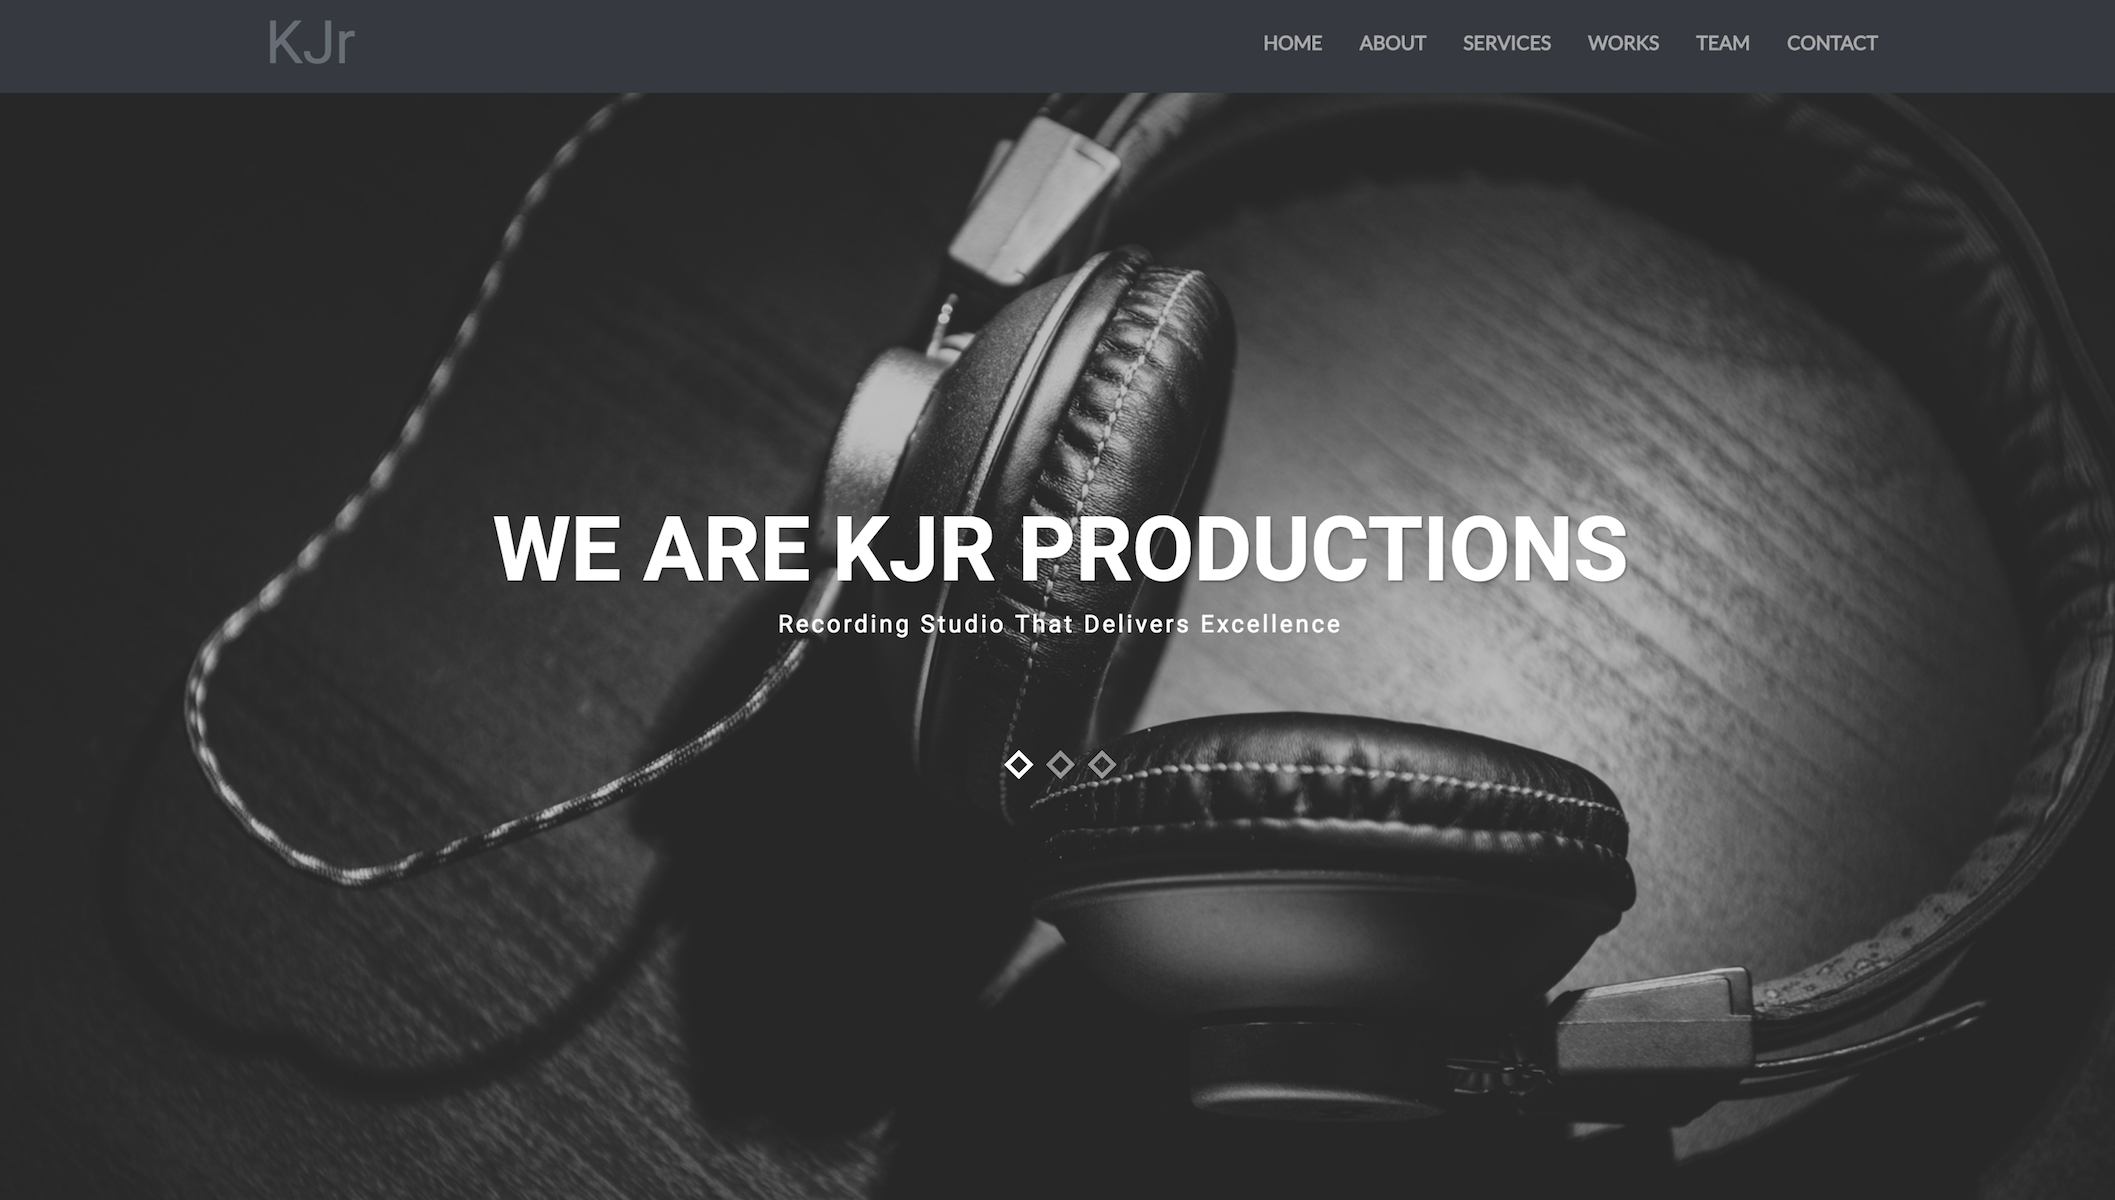 KJr
HOME ABOUT SERVICES WORKS TEAM CONTACT
WE ARE KJR PRODUCTIONS
Recording Studio That Delivers Excellence